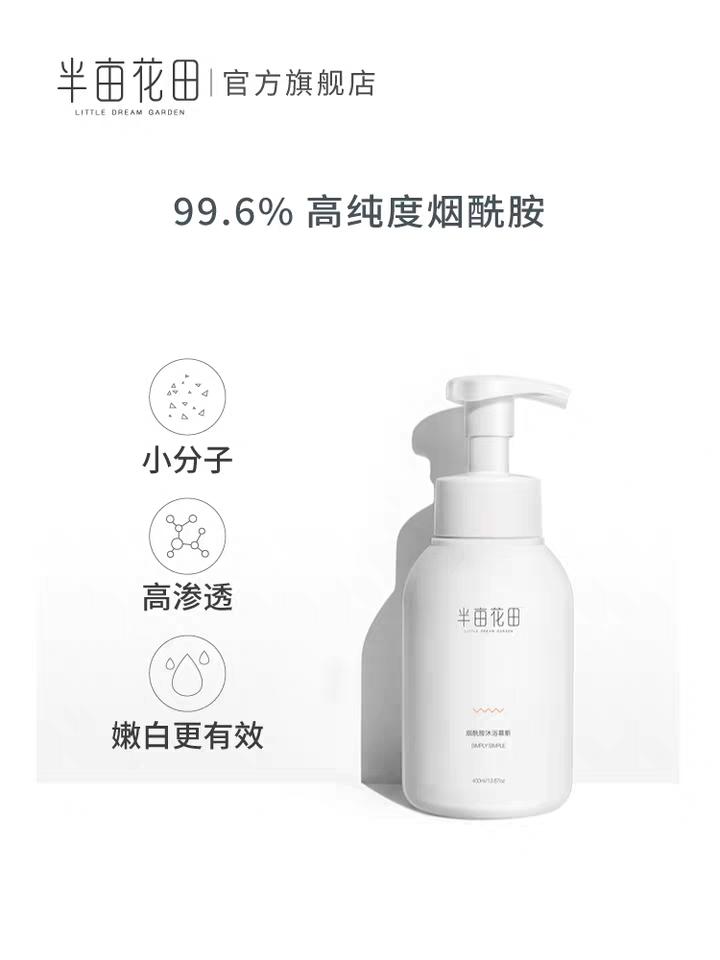 半亩花田|官方旗舰店
LITTLE DREAM GARDEN
99.6% 高纯度烟酰胺
小分子
高渗透
嫩白更有效
半亩花田
LITTLE DREAM GARDEN
烟酰胺沐浴慕斯
SIMPLY SIMPLE